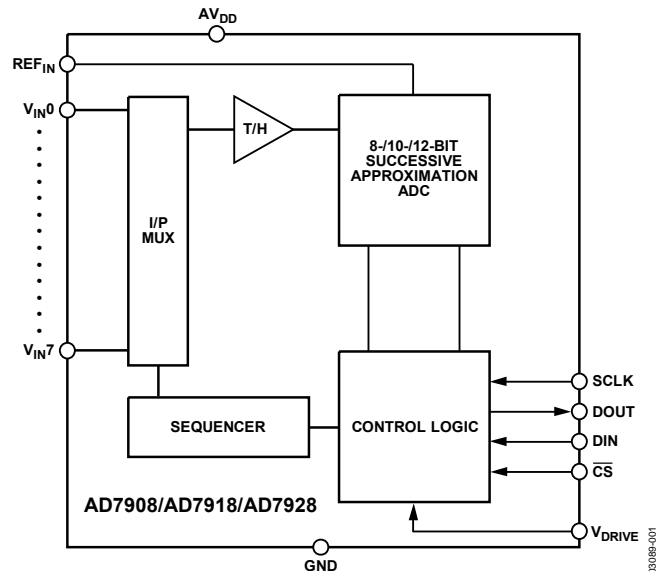 AVDD
REFIN
VIN0
T/H
8-/10-/12-BIT
SUCCESSIVE
APPROXIMATION
ADC
I/P
MUX
VIN7
SCLK
SEQUENCER
CONTROL LOGIC
DOUT
DIN
CS
AD7908/AD7918/AD7928
VDRIVE
GND
03089-001